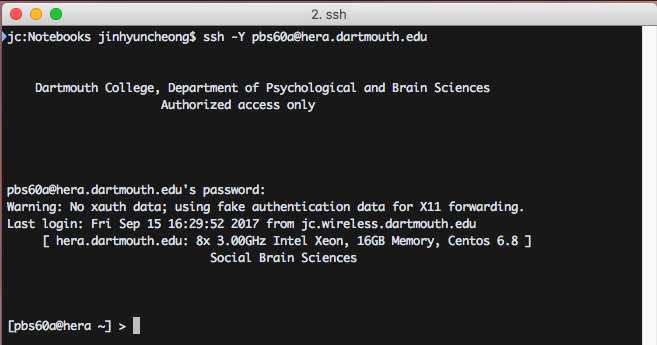 2. ssh
jc:Notebooks jinhyuncheong$ ssh -Y pbs60a@hera.dartmouth.edu
Dartmouth College, Department of Psychological and Brain Sciences
Authorized access only
pbs60a@hera.dartmouth.edu's password:
Warning: No xauth data; using fake authentication data for X11 forwarding.
Last login: Fri Sep 15 16:29:52 2017 from jc.wireless.dartmouth.edu
[ hera.dartmouth.edu: 8x 3.00GHz Intel Xeon, 16GB Memory, Centos 6.8 ]
Social Brain Sciences
[pbs60a@hera ~] >